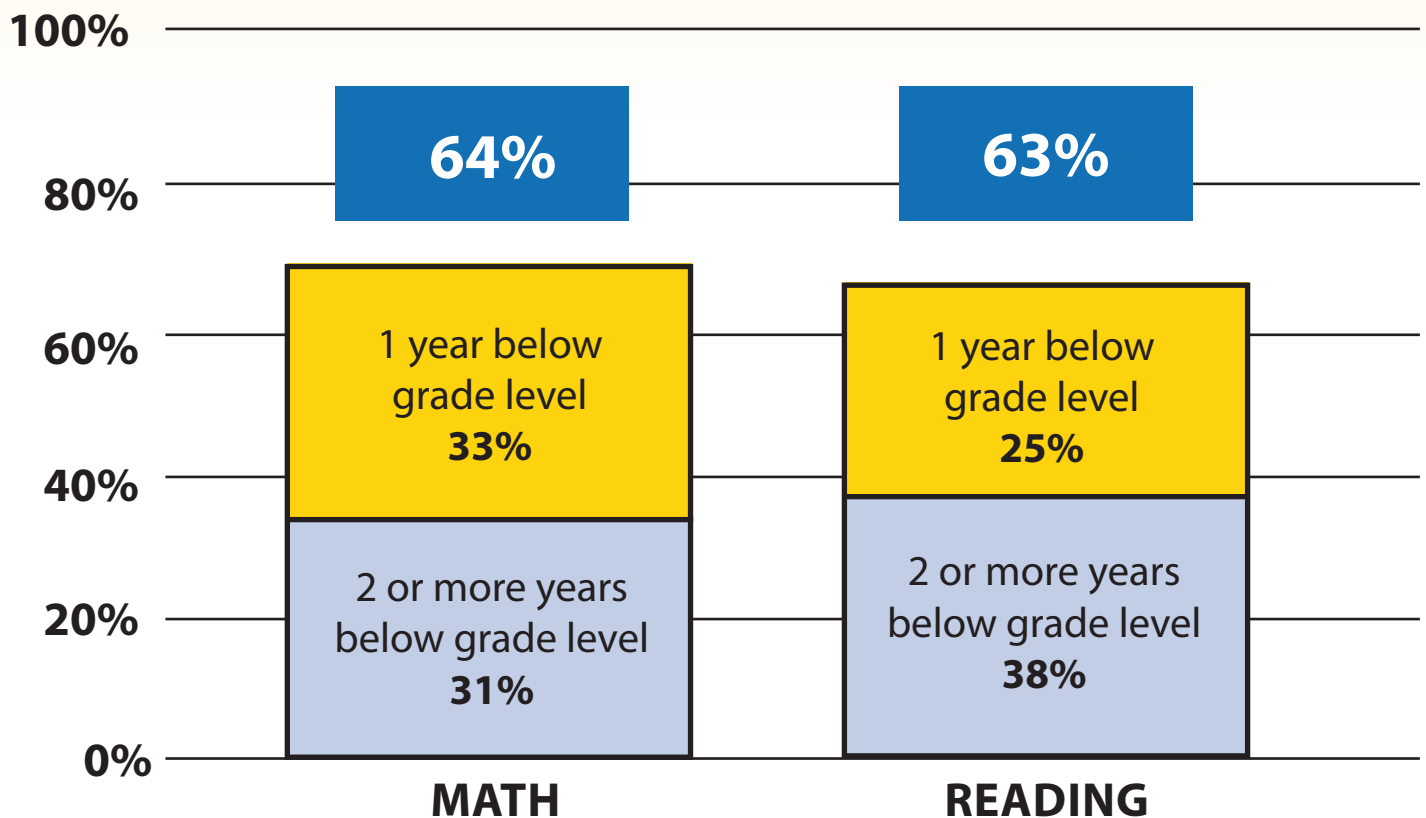 100%
64%
63%
80%
60%
1 year below
grade level
33%
1 year below
grade level
25%
40%
2 or more years
below grade level
31%
2 or more years
below grade level
38%
20%
0%
MATH
READING